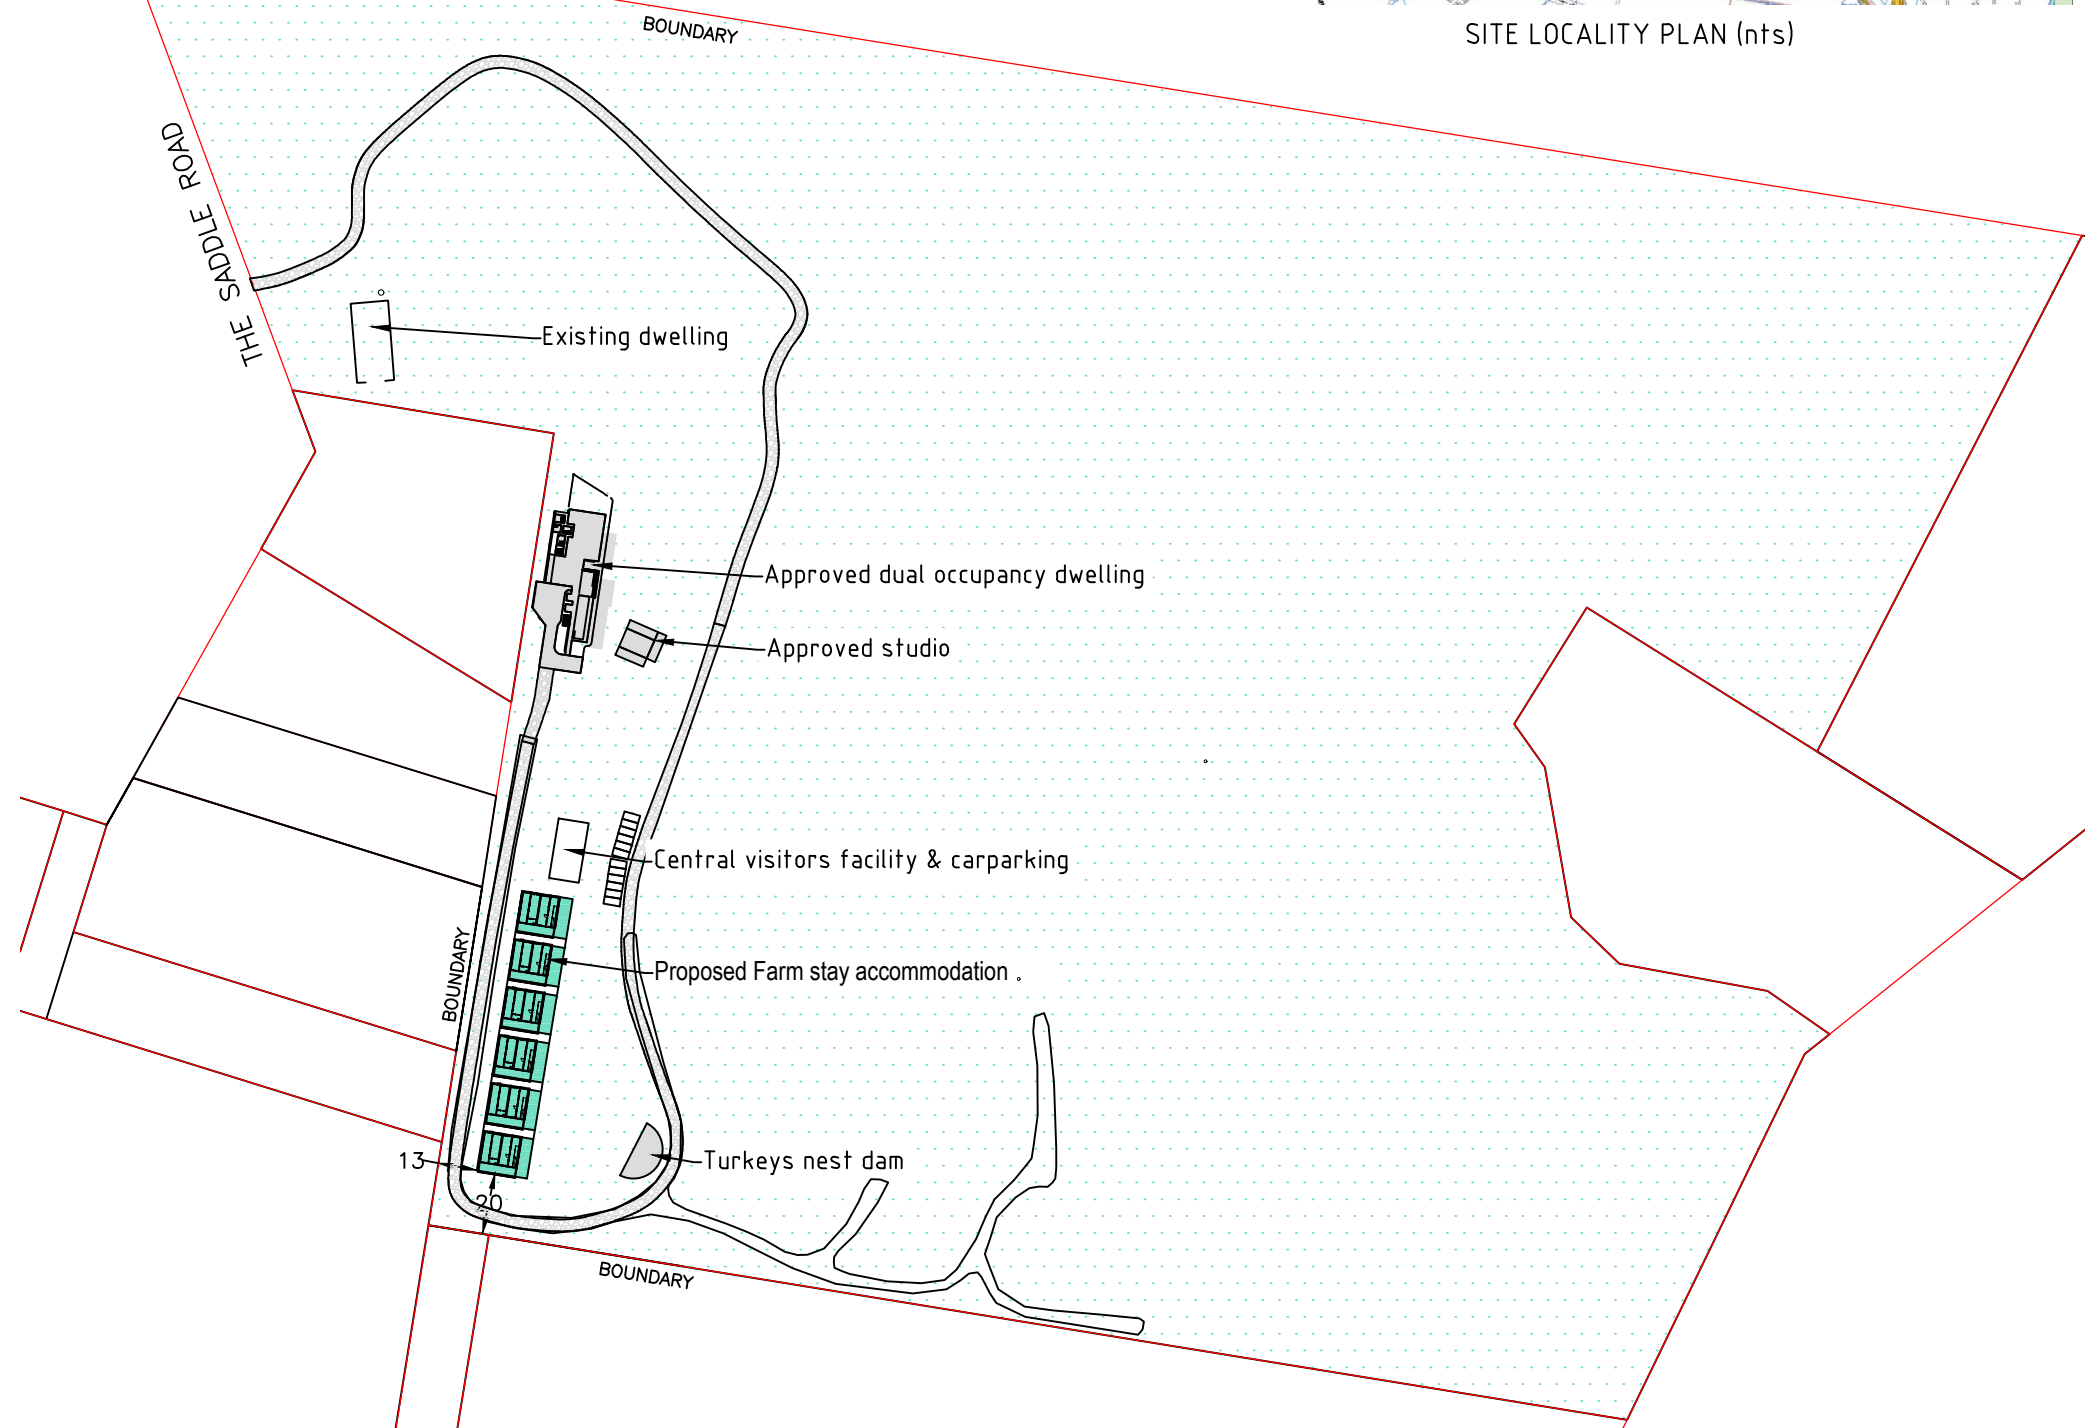 SITE LOCALITY PLAN (nts)
BOUNDARY
THE SADDLE ROAD
Existing dwelling
Approved dual occupancy dwelling
Approved studio
Central visitors facility & carparking
BOUNDARY
Proposed Farm stay accommodation .
13
Turkeys nest dam
20
BOUNDARY